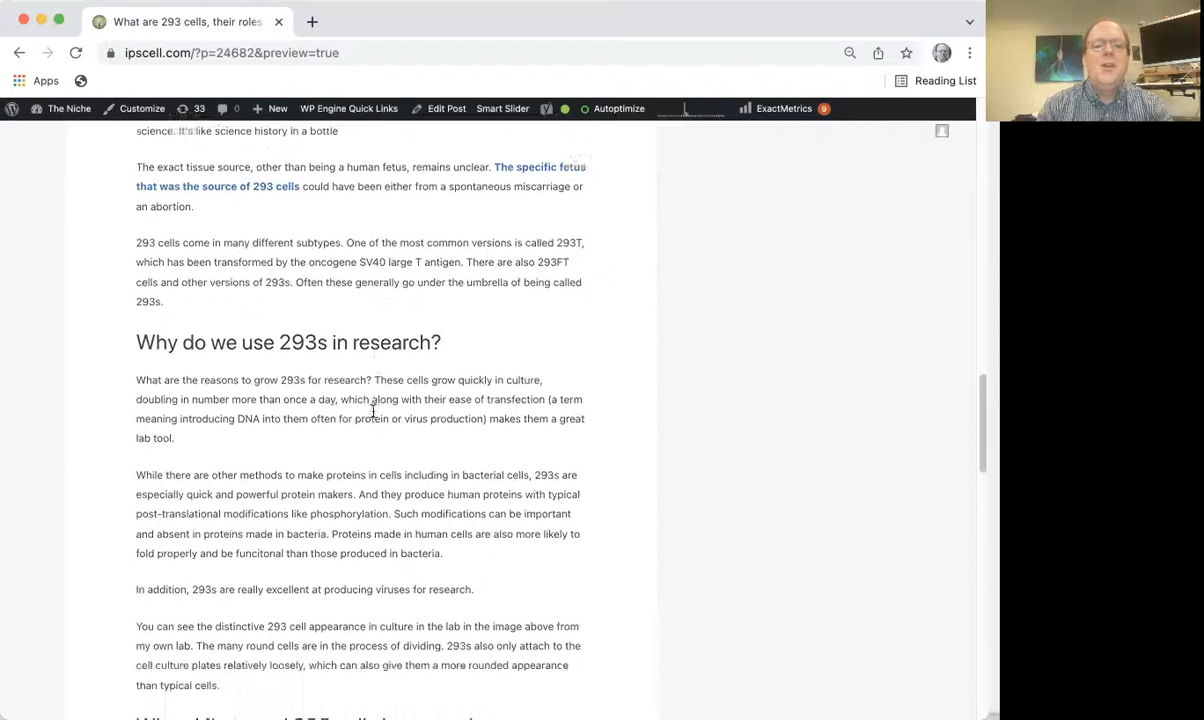 What are 293 cells, their roles
ipscell.com/?p=24682&preview=true
Apps
Reading List
The Niche Customize 33 0 New WP Engine Quick Links Edit Post Smart Slider Autoptimize ExactMetrics 9
science. It's like science history in a bottle
The exact tissue source, other than being a human fetus, remains unclear. The specific fetus
that was the source of 293 cells could have been either from a spontaneous miscarriage or
an abortion.
293 cells come in many different subtypes. One of the most common versions is called 293T,
which has been transformed by the oncogene SV40 large T antigen. There are also 293FT
cells and other versions of 293s. Often these generally go under the umbrella of being called
293s.
Why do we use 293s in research?
What are the reasons to grow 293s for research? These cells grow quickly in culture,
doubling in number more than once a day, which along with their ease of transfection (a term
meaning introducing DNA into them often for protein or virus production) makes them a great
lab tool.
While there are other methods to make proteins in cells including in bacterial cells, 293s are
especially quick and powerful protein makers. And they produce human proteins with typical
post-translational modifications like phosphorylation. Such modifications can be important
and absent in proteins made in bacteria. Proteins made in human cells are also more likely to
fold properly and be funcitonal than those produced in bacteria.
In addition, 293s are really excellent at producing viruses for research.
You can see the distinctive 293 cell appearance in culture in the lab in the image above from
my own lab. The many round cells are in the process of dividing. 293s also only attach to the
cell culture plates relatively loosely, which can also give them a more rounded appearance
than typical cells.